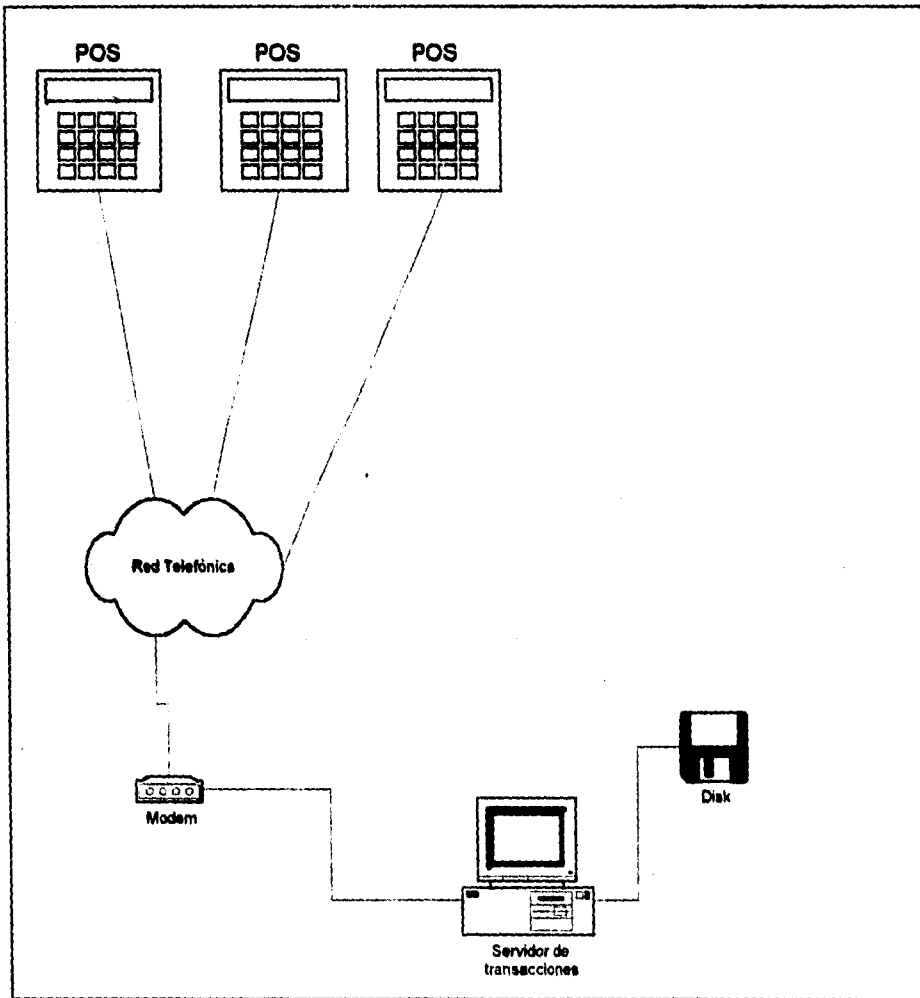 POS
POS
POS
Red Telefónica
Modem
Disk
Servidor de
transacciones